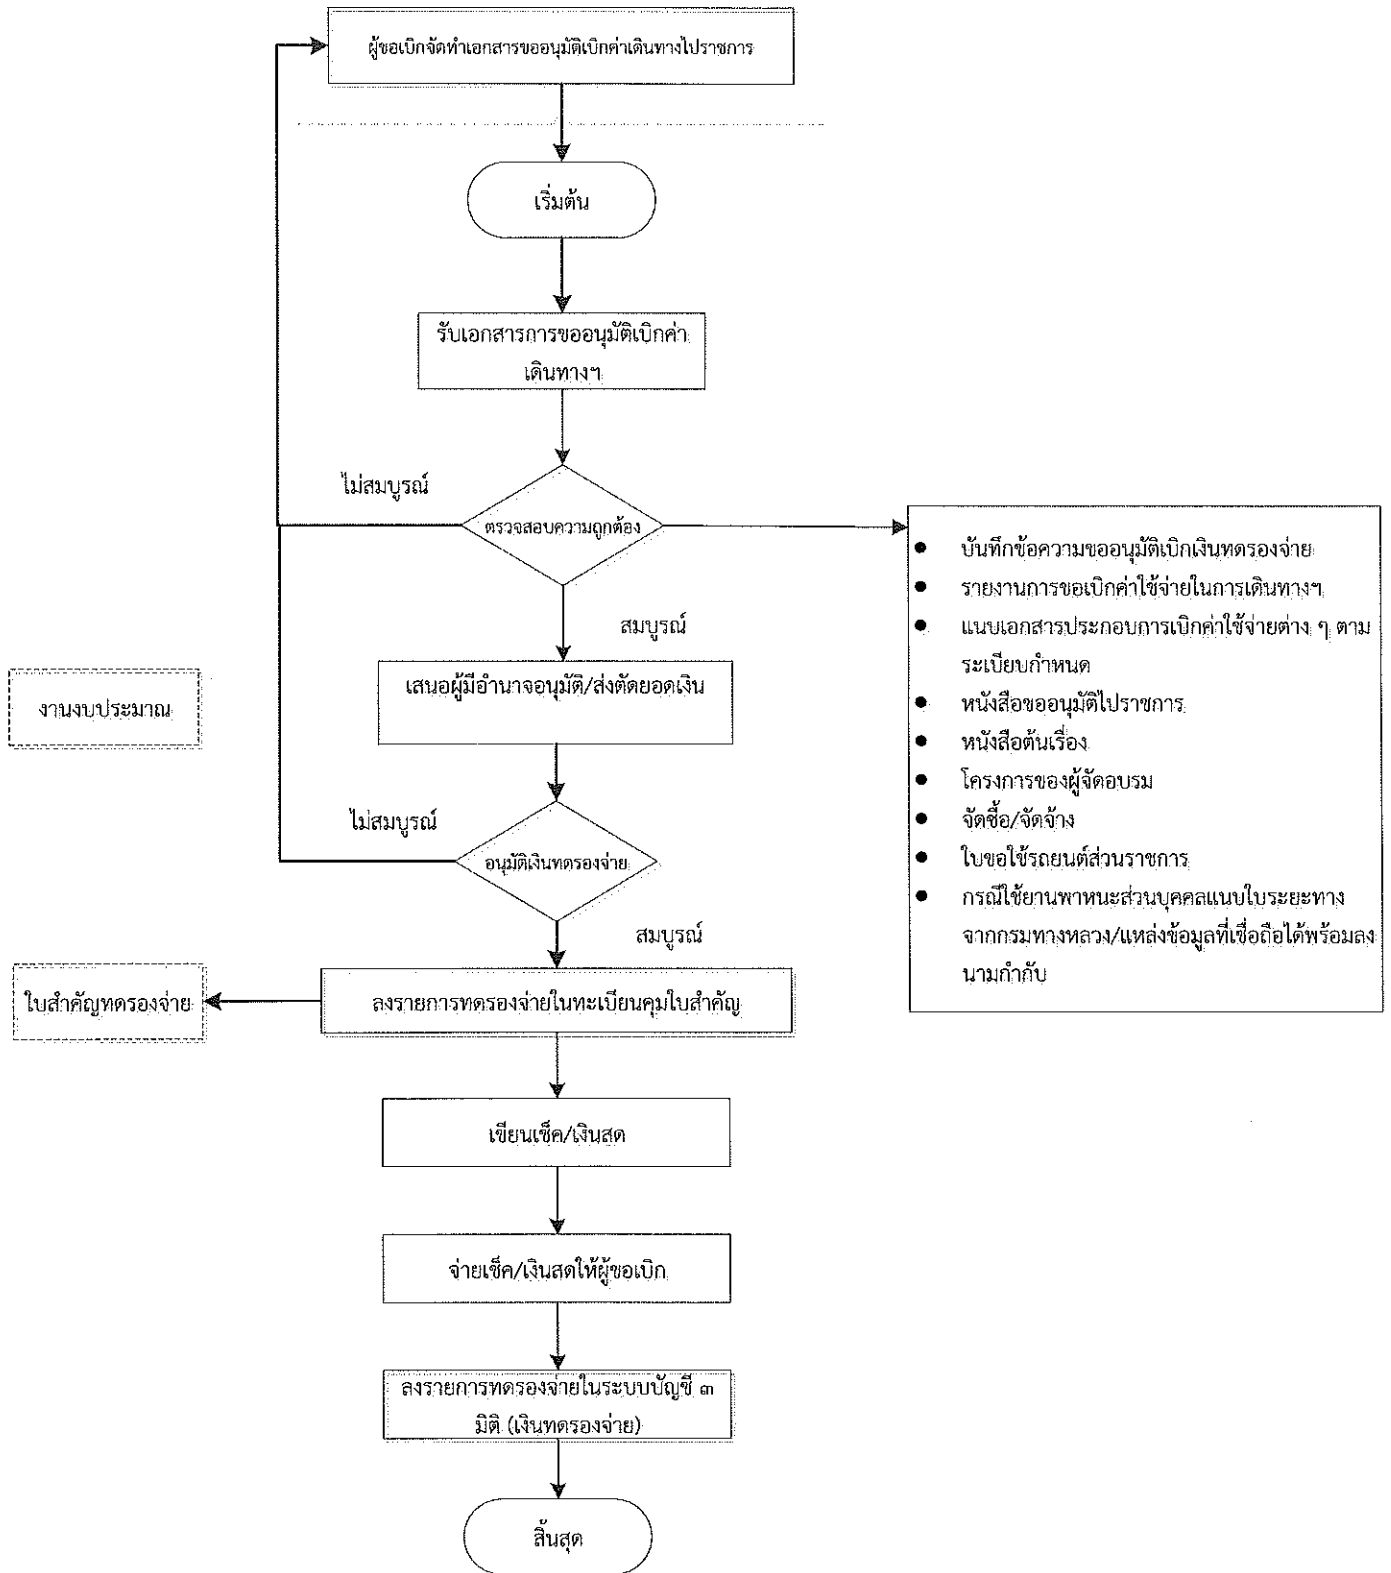 ผู้ขอเบิกจัดทำเอกสารขออนุมัติเบิกค่าเดินทางไปราชการ
เริ่มต้น
รับเอกสารการขออนุมัติเบิกค่า
เดินทางฯ
ไม่สมบูรณ์
ตรวจสอบความถูกต้อง
สมบูรณ์
● บันทึกข้อความขออนุมัติเบิกเงินทดรองจ่าย
● รายงานการขอเบิกค่าใช้จ่ายในการเดินทางฯ
● แนบเอกสารประกอบการเบิกค่าใช้จ่ายต่าง ๆ ตาม
ระเบียบกำหนด
● หนังสือขออนุมัติไปราชการ
● หนังสือต้นเรื่อง
● โครงการของผู้จัดอบรม
● จัดซื้อ/จัดจ้าง
● ใบขอใช้รถยนต์ส่วนราชการ
● กรณีใช้ยานพาหนะส่วนบุคคลแนบใบระยะทาง
จากกรมทางหลวง/แหล่งข้อมูลที่เชื่อถือได้พร้อมลง
นามกำกับ
งานงบประมาณ
เสนอผู้มีอำนาจอนุมัติ/ส่งตัดยอดเงิน
ไม่สมบูรณ์
อนุมัติเงินทดรองจ่าย
สมบูรณ์
ใบสำคัญทดรองจ่าย
ลงรายการทดรองจ่ายในทะเบียนคุมใบสำคัญ
เขียนเช็ค/เงินสด
จ่ายเช็ค/เงินสดให้ผู้ขอเบิก
ลงรายการทดรองจ่ายในระบบบัญชี ๓
มิติ (เงินทดรองจ่าย)
สิ้นสุด